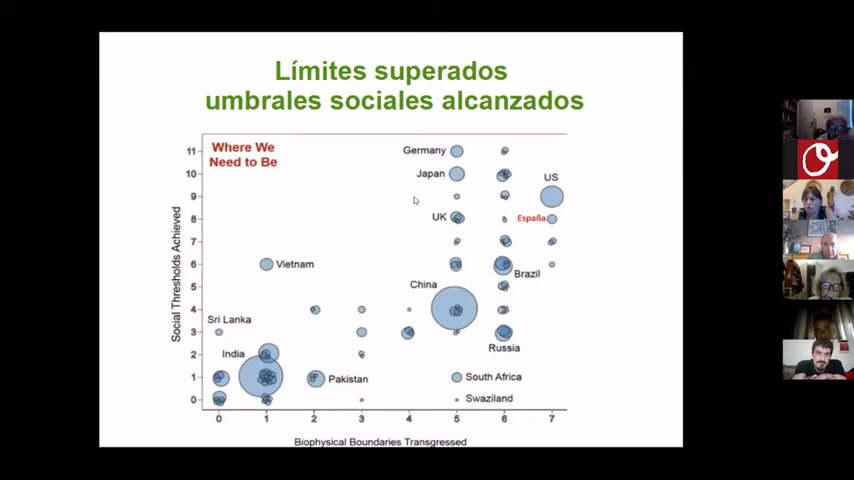 Límites superados
umbrales sociales alcanzados
Where We
Need to Be
Social Thresholds Achieved
11
10
9
8
7
6
5
4
3
2
1
0
Germany
Japan
US
UK
España
Vietnam
Brazil
China
Sri Lanka
Russia
India
Pakistan
South Africa
Swaziland
0 1 2 3 4 5 6 7
Biophysical Boundaries Transgressed